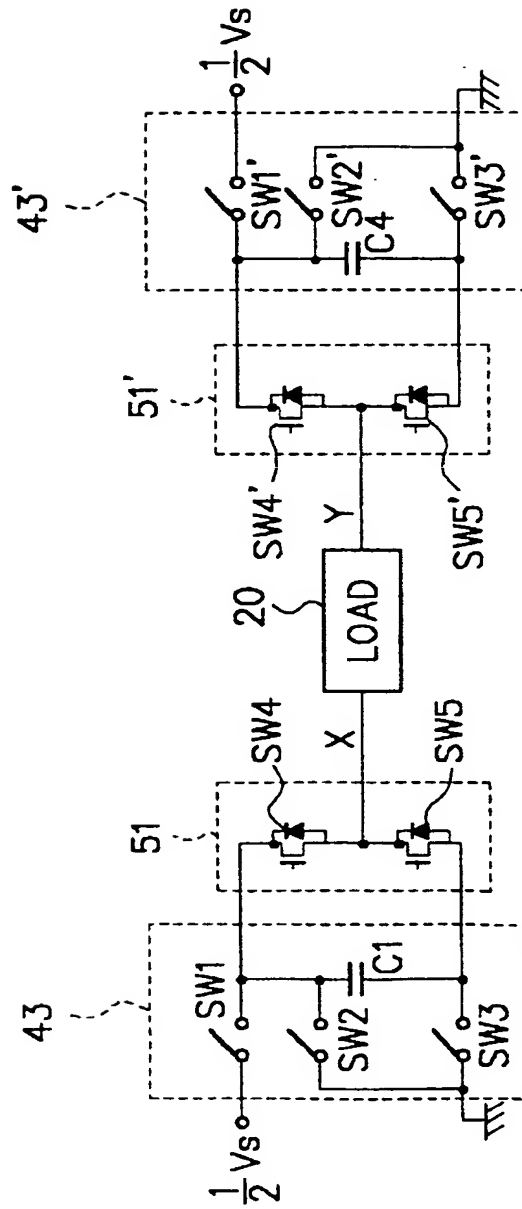 43
51
20
51'
43'
1/2 Vs
SW1
SW2
C1
SW3
SW4
SW5
X
LOAD
Y
SW4'
SW5'
SW1'
SW2'
C4
SW3'
1/2 Vs